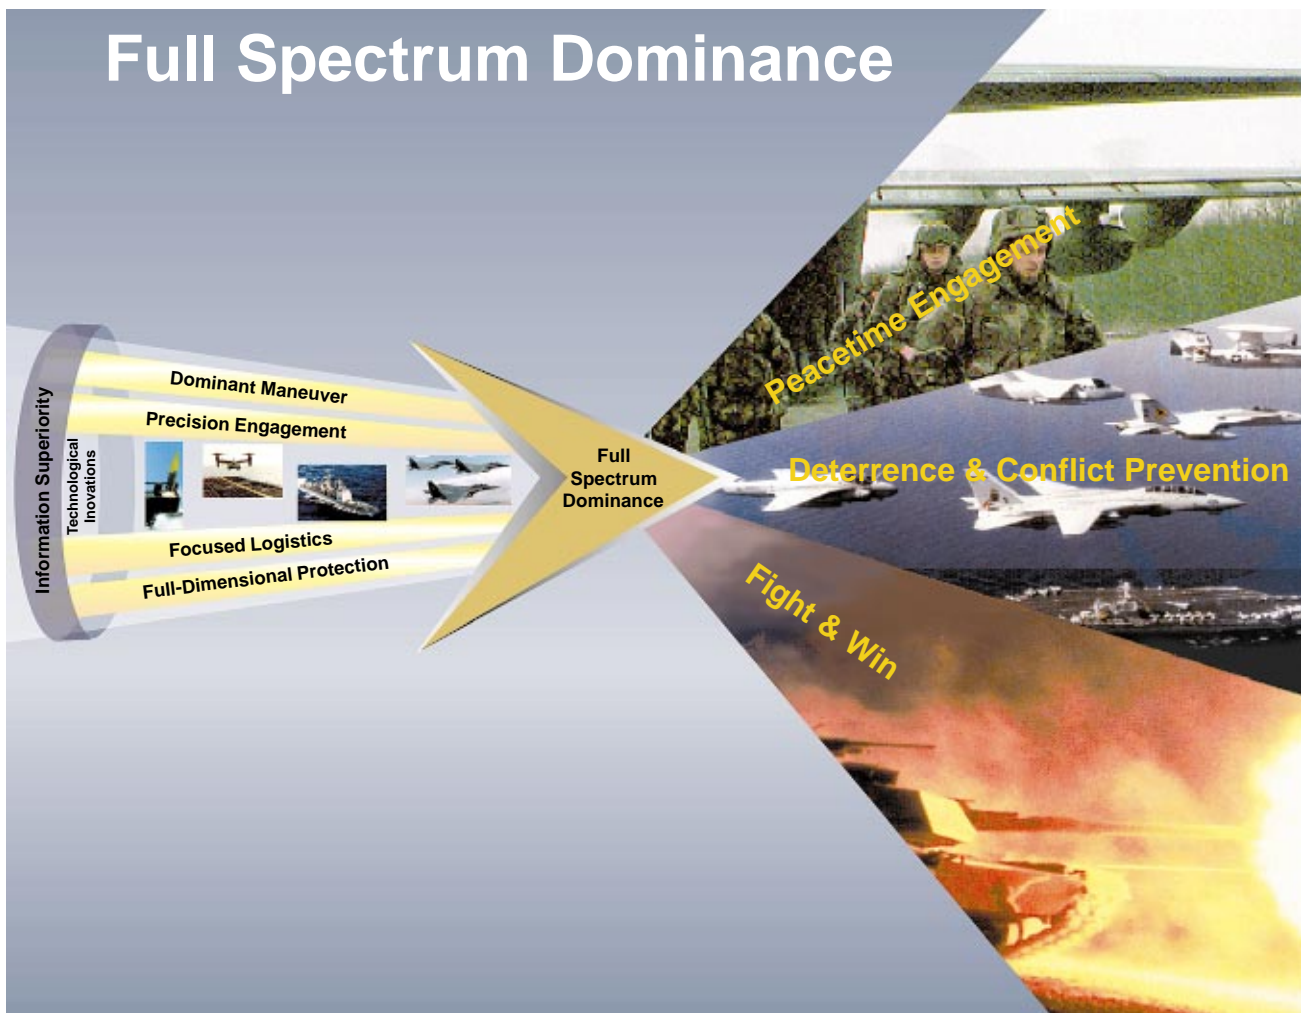 Full Spectrum Dominance
Information Superiority
Technological
Inovations
Dominant Maneuver
Precision Engagement
Focused Logistics
Full-Dimensional Protection
Full
Spectrum
Dominance
Peacetime Engagement
Deterrence & Conflict Prevention
Fight & Win